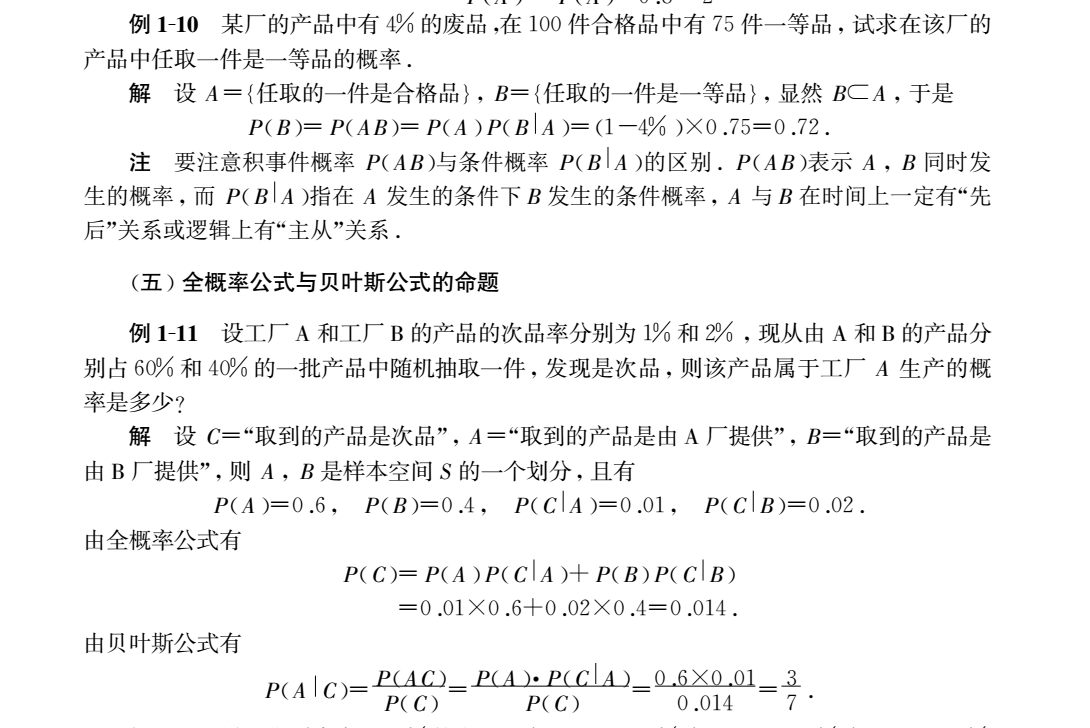 例 1-10 某厂的产品中有 4% 的废品,在 100 件合格品中有 75 件一等品,试求在该厂的
产品中任取一件是一等品的概率.
解 设 A={任取的一件是合格品}, B={任取的一件是一等品},显然 B⊂A,于是
P(B)= P(AB)= P(A)P(B|A)=(1-4%)×0.75=0.72.
注 要注意积事件概率 P(AB)与条件概率 P(B|A)的区别. P(AB)表示 A, B 同时发
生的概率,而 P(B|A)指在 A 发生的条件下 B 发生的条件概率, A 与 B 在时间上一定有“先
后”关系或逻辑上有“主从”关系.
(五)全概率公式与贝叶斯公式的命题
例 1-11 设工厂 A 和工厂 B 的产品的次品率分别为 1% 和 2%,现从由 A 和 B 的产品分
别占 60% 和 40% 的一批产品中随机抽取一件,发现是次品,则该产品属于工厂 A 生产的概
率是多少?
解 设 C=“取到的产品是次品”, A=“取到的产品是由 A 厂提供”, B=“取到的产品是
由 B 厂提供”,则 A, B 是样本空间 S 的一个划分,且有
P(A)=0.6, P(B)=0.4, P(C|A)=0.01, P(C|B)=0.02.
由全概率公式有
P(C)= P(A)P(C|A)+ P(B)P(C|B)
=0.01×0.6+0.02×0.4=0.014.
由贝叶斯公式有
P(A|C)= P(AC)/P(C) = P(A)·P(C|A)/P(C) = 0.6×0.01/0.014 = 3/7.